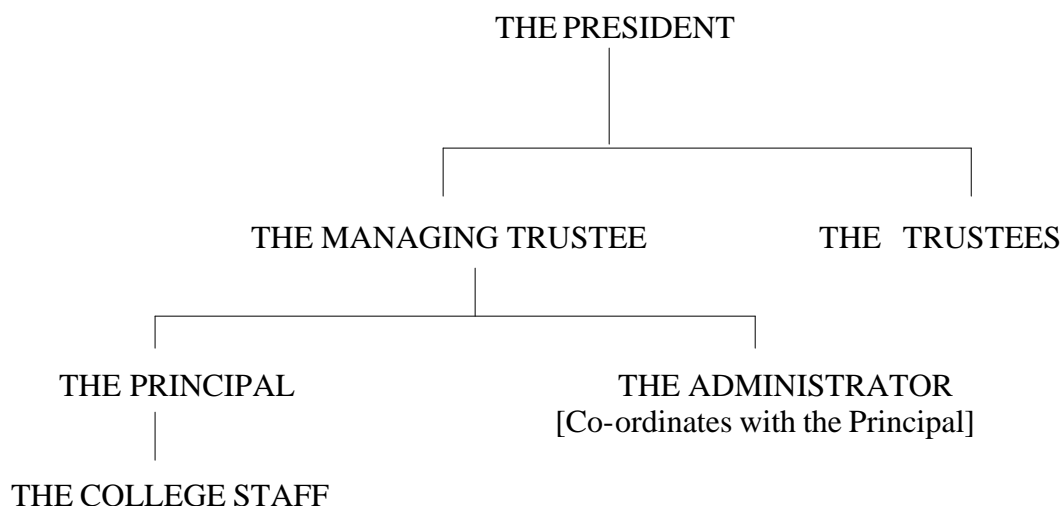 THE PRESIDENT
THE MANAGING TRUSTEE
THE TRUSTEES
THE PRINCIPAL
THE ADMINISTRATOR
[Co-ordinates with the Principal]
THE COLLEGE STAFF